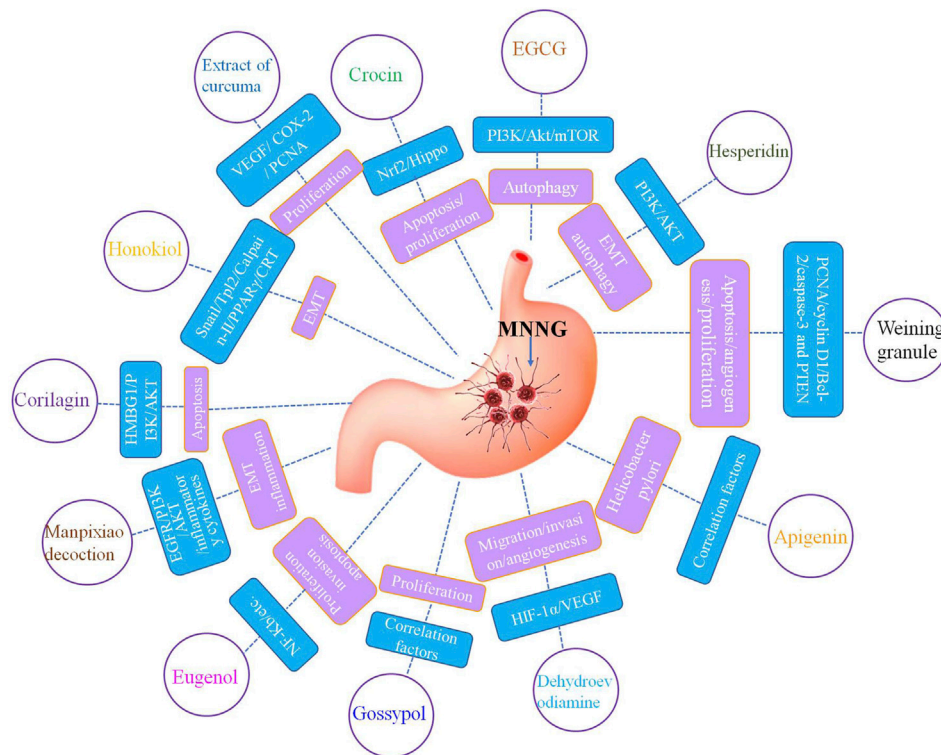 EGCG
PI3K/Akt/mTOR
Autophagy
Hesperidin
PI3K/AKT
EMT
autophagy
Weining
granule
PCNA/cyclin D1/Bcl-
2/caspase-3 and PTEN
Apoptosis/angiogen
esis/proliferation
Apigenin
Correlation factors
Helicobacter
pylori
Dehydroev
odiamine
HIF-1α/VEGF
Migration/invasi
on/angiogenesis
Gossypol
Correlation
factors
Proliferation
Eugenol
NF-Kb/etc.
Proliferation
invasion
apoptosis
Manpixiao
decoction
EGFR/PI3K
/AKT
/inflammator
y cytokines
EMT
inflammation
Corilagin
HMBG1/P
I3K/AKT
Apoptosis
Honokiol
Snail/Tpl2/Calpai
n-II/PPARγ/CRT
EMT
Extract of
curcuma
VEGF/ COX-2
/ PCNA
Proliferation
Crocin
Nrf2/Hippo
Apoptosis/
proliferation
MNNG